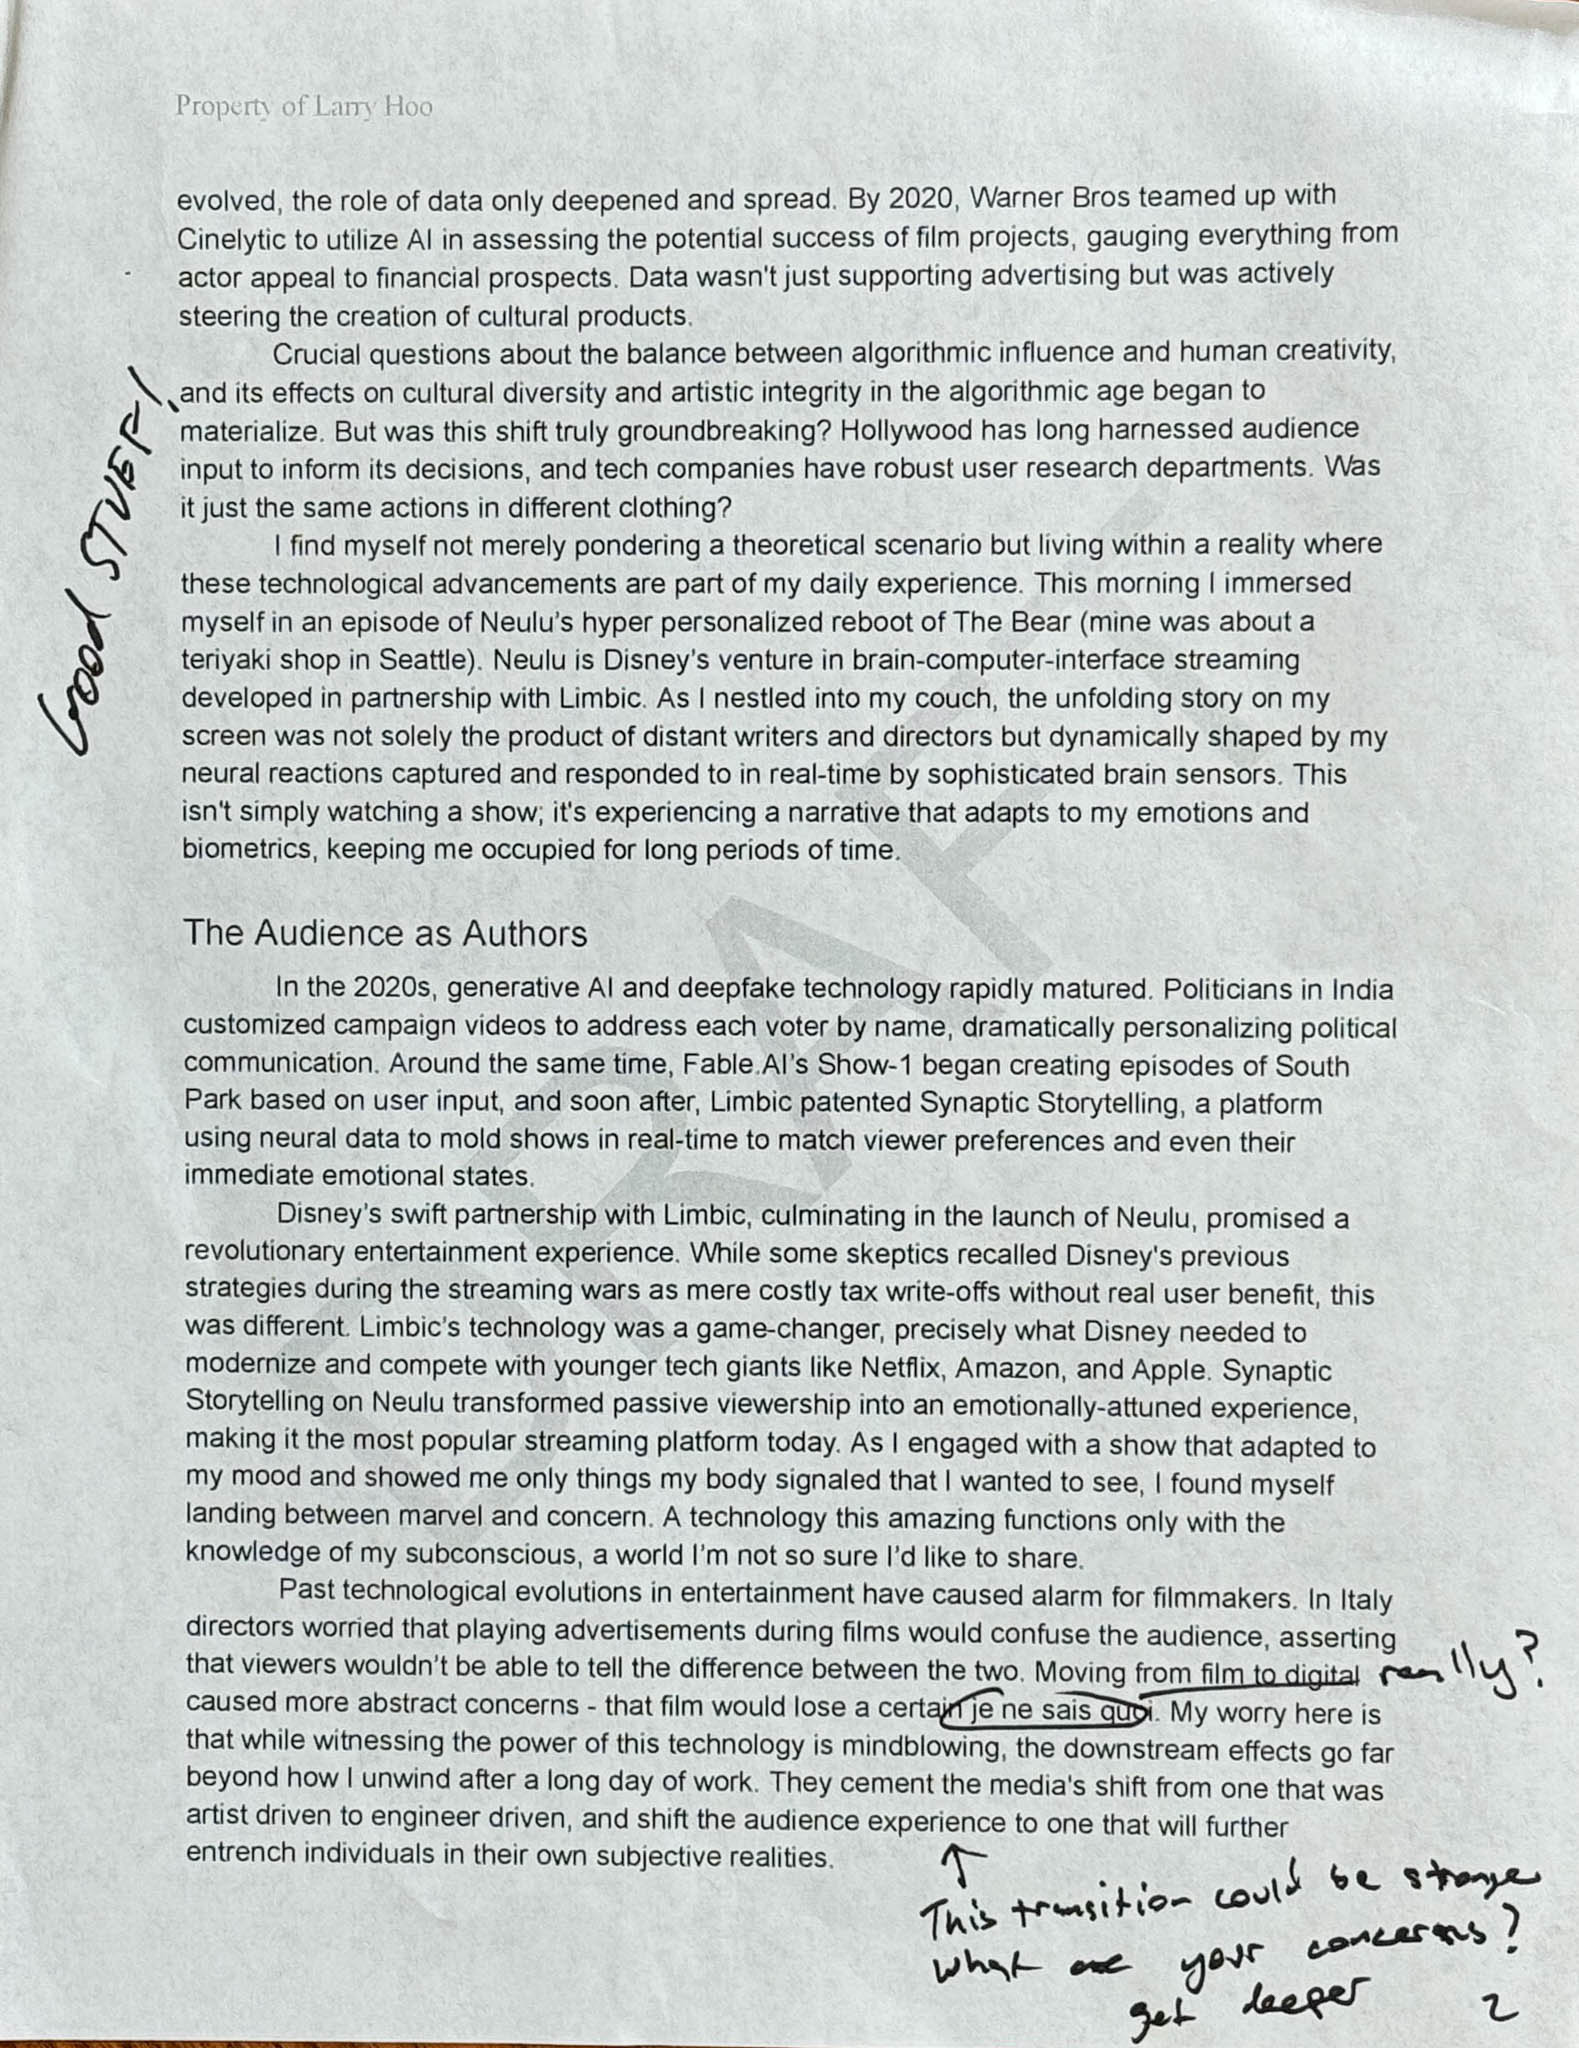 Property of Larry Hoo
evolved, the role of data only deepened and spread. By 2020, Warner Bros teamed up with
Cinelytic to utilize AI in assessing the potential success of film projects, gauging everything from
actor appeal to financial prospects. Data wasn't just supporting advertising but was actively
steering the creation of cultural products.
Crucial questions about the balance between algorithmic influence and human creativity,
and its effects on cultural diversity and artistic integrity in the algorithmic age began to
materialize. But was this shift truly groundbreaking? Hollywood has long harnessed audience
input to inform its decisions, and tech companies have robust user research departments. Was
it just the same actions in different clothing?
Good STUFF!
I find myself not merely pondering a theoretical scenario but living within a reality where
these technological advancements are part of my daily experience. This morning I immersed
myself in an episode of Neulu's hyper personalized reboot of The Bear (mine was about a
teriyaki shop in Seattle). Neulu is Disney's venture in brain-computer-interface streaming
developed in partnership with Limbic. As I nestled into my couch, the unfolding story on my
screen was not solely the product of distant writers and directors but dynamically shaped by my
neural reactions captured and responded to in real-time by sophisticated brain sensors. This
isn't simply watching a show; it's experiencing a narrative that adapts to my emotions and
biometrics, keeping me occupied for long periods of time.
The Audience as Authors
In the 2020s, generative AI and deepfake technology rapidly matured. Politicians in India
customized campaign videos to address each voter by name, dramatically personalizing political
communication. Around the same time, Fable.AI's Show-1 began creating episodes of South
Park based on user input, and soon after, Limbic patented Synaptic Storytelling, a platform
using neural data to mold shows in real-time to match viewer preferences and even their
immediate emotional states.
Disney's swift partnership with Limbic, culminating in the launch of Neulu, promised a
revolutionary entertainment experience. While some skeptics recalled Disney's previous
strategies during the streaming wars as mere costly tax write-offs without real user benefit, this
was different. Limbic's technology was a game-changer, precisely what Disney needed to
modernize and compete with younger tech giants like Netflix, Amazon, and Apple. Synaptic
Storytelling on Neulu transformed passive viewership into an emotionally-attuned experience,
making it the most popular streaming platform today. As I engaged with a show that adapted to
my mood and showed me only things my body signaled that I wanted to see, I found myself
landing between marvel and concern. A technology this amazing functions only with the
knowledge of my subconscious, a world I'm not so sure I'd like to share.
Past technological evolutions in entertainment have caused alarm for filmmakers. In Italy
directors worried that playing advertisements during films would confuse the audience, asserting
that viewers wouldn't be able to tell the difference between the two. Moving from film to digital really?
caused more abstract concerns - that film would lose a certain je ne sais quoi. My worry here is
that while witnessing the power of this technology is mindblowing, the downstream effects go far
beyond how I unwind after a long day of work. They cement the media's shift from one that was
artist driven to engineer driven, and shift the audience experience to one that will further
entrench individuals in their own subjective realities.
This transition could be stronger
what are your concerns?
get deeper
2
DRAFT